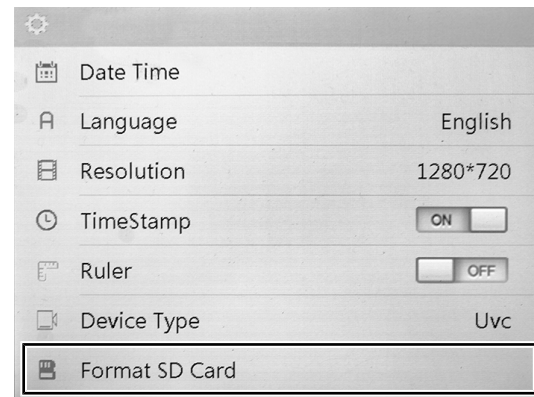 Date Time
Language English
Resolution 1280*720
TimeStamp ON
Ruler OFF
Device Type Uvc
Format SD Card